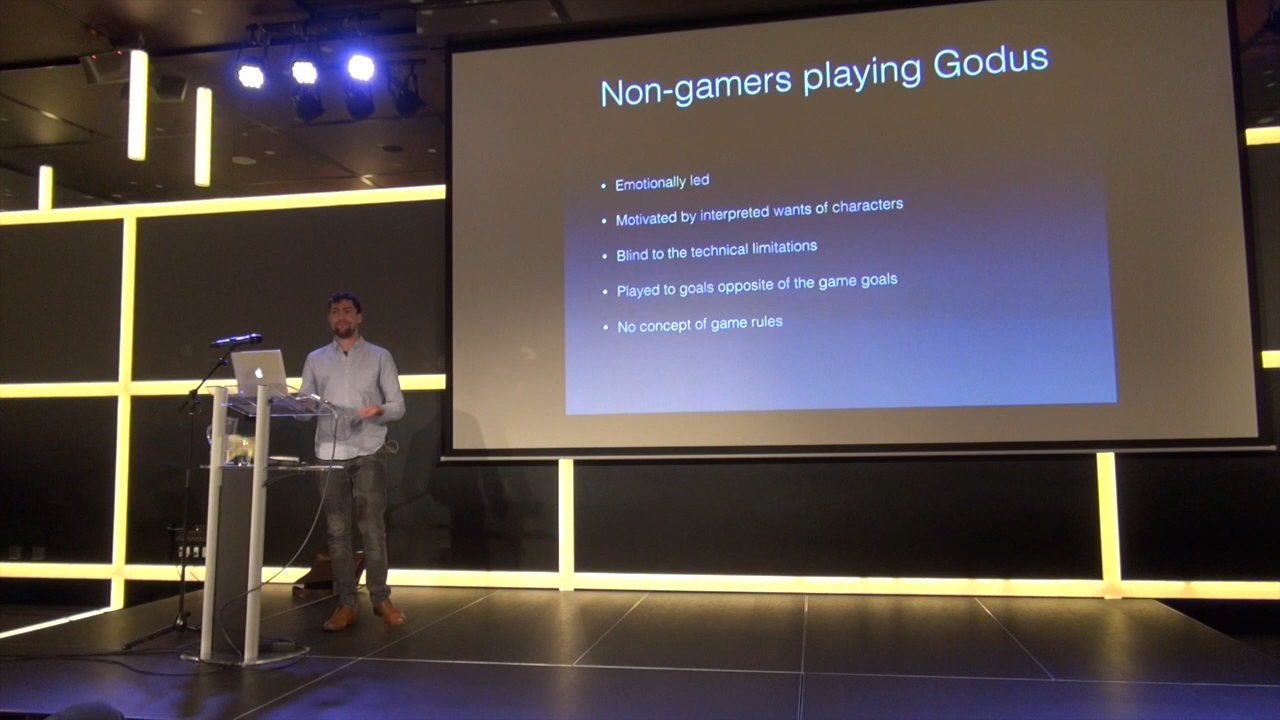 Non-gamers playing Godus
• Emotionally led
• Motivated by interpreted wants of characters
• Blind to the technical limitations
• Played to goals opposite of the game goals
• No concept of game rules